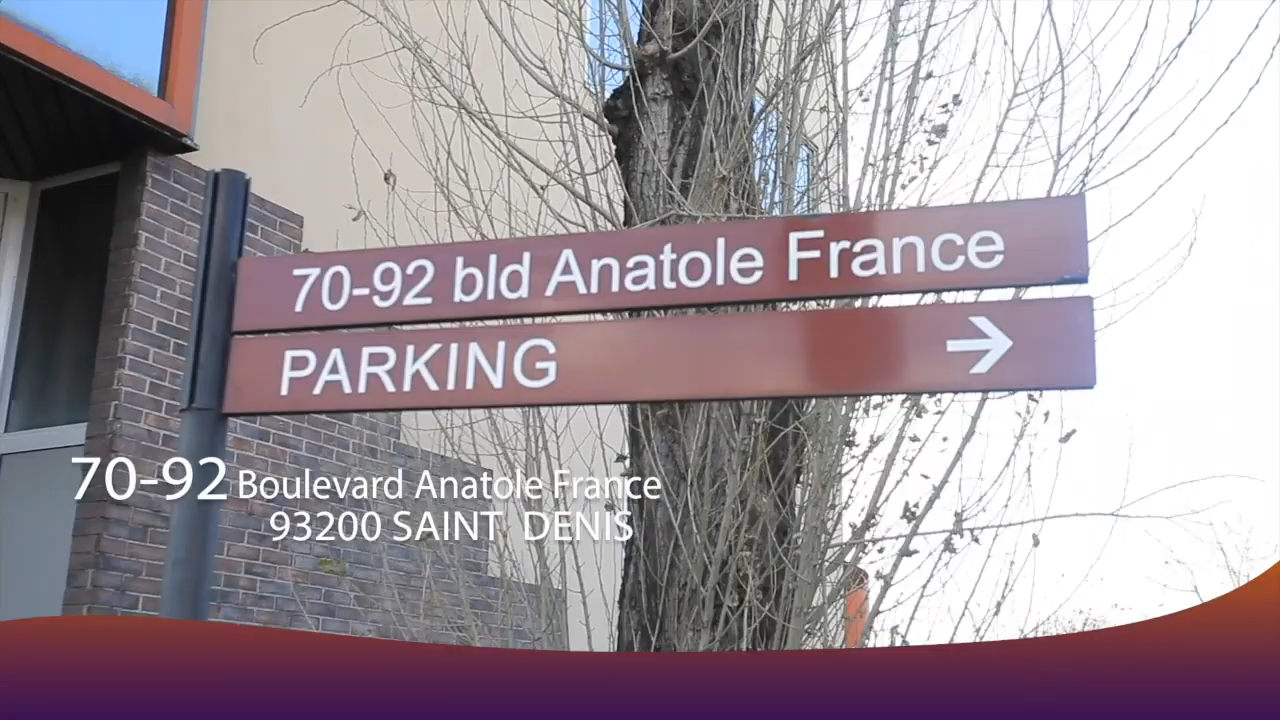 70-92 bld Anatole France
PARKING →
70-92 Boulevard Anatole France
93200 SAINT DENIS